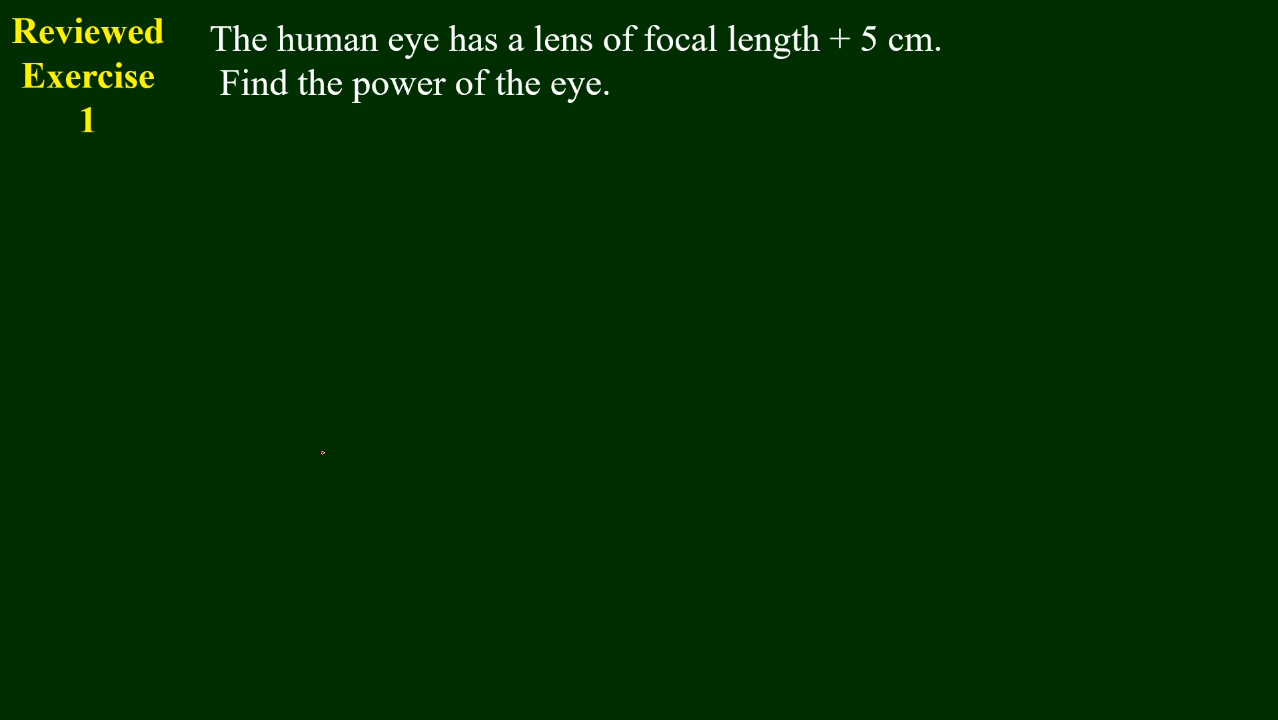 Reviewed
Exercise
1
The human eye has a lens of focal length + 5 cm.
Find the power of the eye.